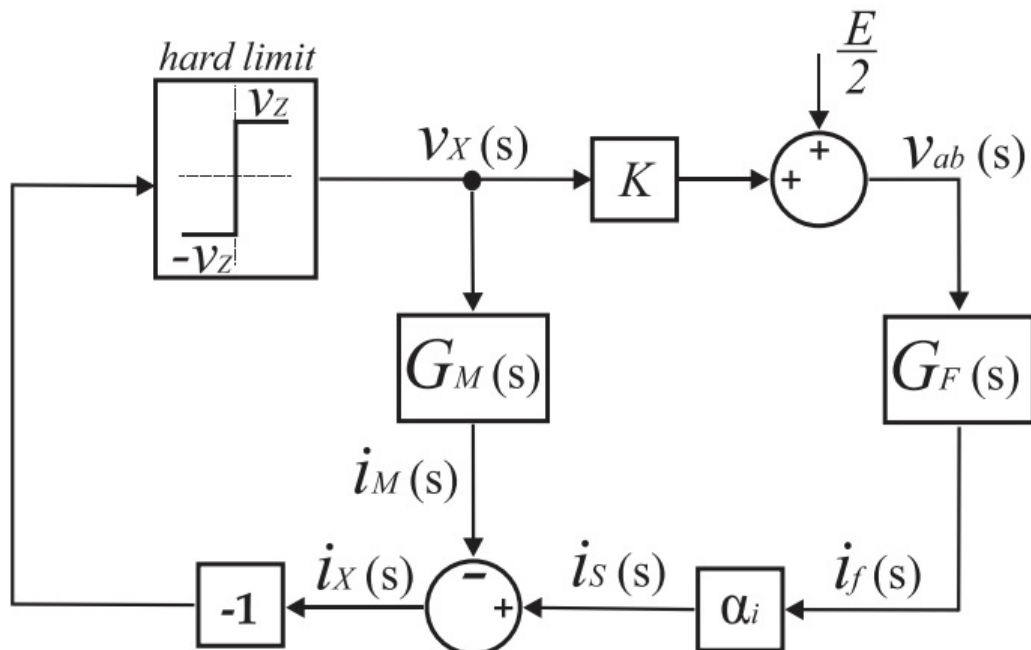 hard limit
v_Z
-v_Z
v_X (s)
K
E
2
+
+
v_ab (s)
G_M (s)
G_F (s)
i_M (s)
-
+
i_X (s)
-1
i_S (s)
α_i
i_f (s)